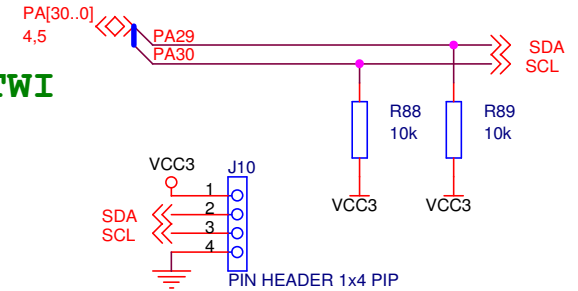 PA[30..0]
4,5
PA29
PA30
SDA
SCL
TWI
R88
10k
R89
10k
VCC3
VCC3
VCC3
J10
1
2
3
4
SDA
SCL
PIN HEADER 1x4 PIP